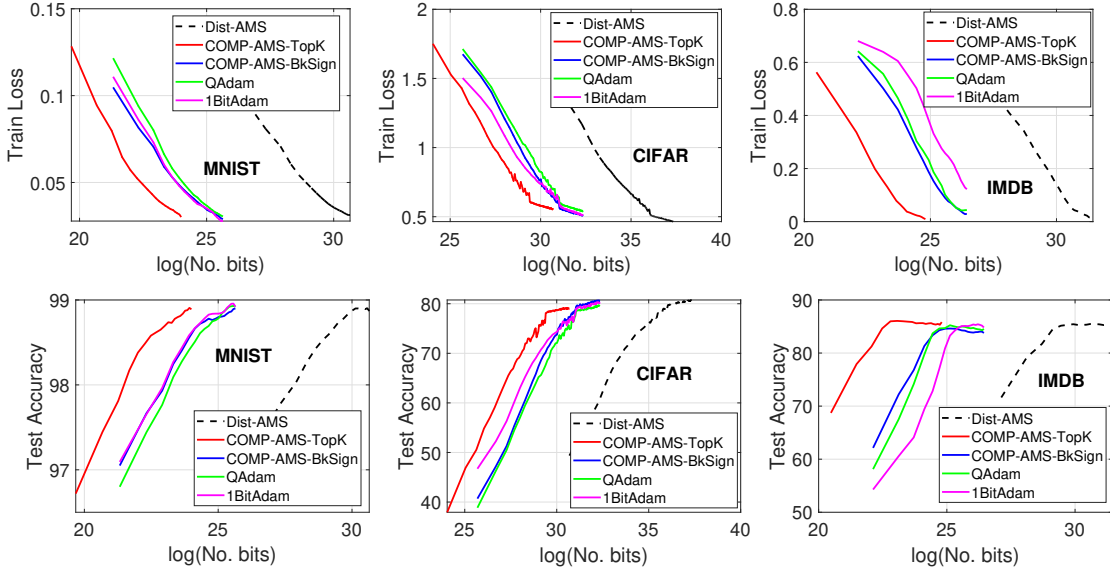 0.15
0.1
0.05
Train Loss
Dist-AMS
COMP-AMS-TopK
COMP-AMS-BkSign
QAdam
1BitAdam
MNIST
20
25
30
log(No. bits)
2
1.5
1
0.5
Train Loss
Dist-AMS
COMP-AMS-TopK
COMP-AMS-BkSign
QAdam
1BitAdam
CIFAR
25
30
35
40
log(No. bits)
0.8
0.6
0.4
0.2
0
Train Loss
Dist-AMS
COMP-AMS-TopK
COMP-AMS-BkSign
QAdam
1BitAdam
IMDB
20
25
30
log(No. bits)
99
98
97
Test Accuracy
MNIST
Dist-AMS
COMP-AMS-TopK
COMP-AMS-BkSign
QAdam
1BitAdam
20
25
30
log(No. bits)
80
70
60
50
40
Test Accuracy
CIFAR
Dist-AMS
COMP-AMS-TopK
COMP-AMS-BkSign
QAdam
1BitAdam
25
30
35
40
log(No. bits)
90
80
70
60
50
Test Accuracy
IMDB
Dist-AMS
COMP-AMS-TopK
COMP-AMS-BkSign
QAdam
1BitAdam
20
25
30
log(No. bits)